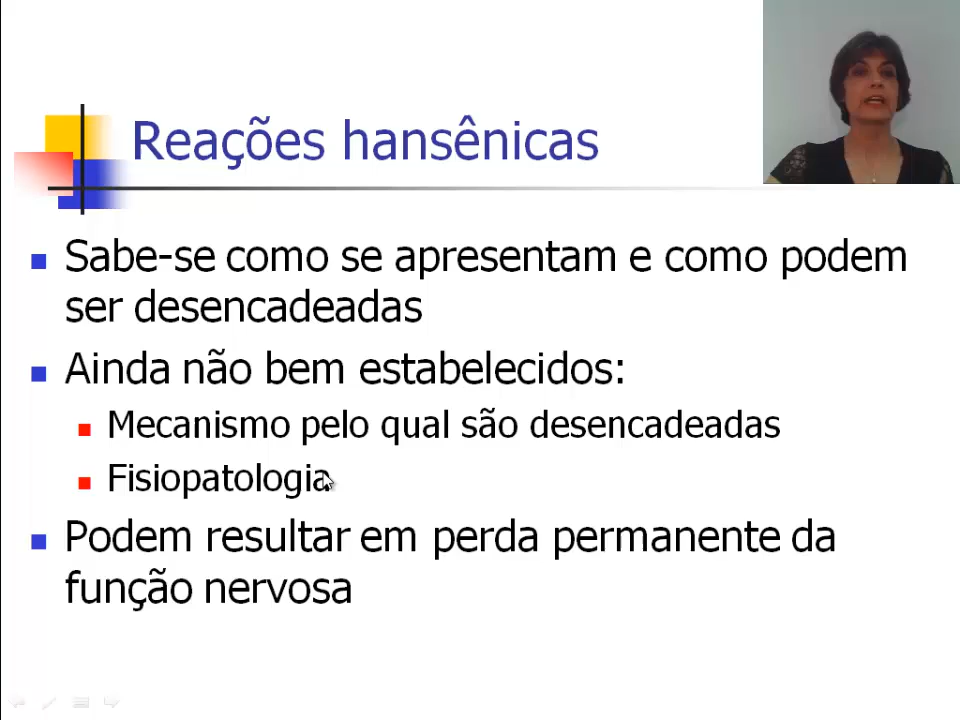 Reações hansênicas
Sabe-se como se apresentam e como podem
ser desencadeadas
Ainda não bem estabelecidos:
Mecanismo pelo qual são desencadeadas
Fisiopatologia
Podem resultar em perda permanente da
função nervosa